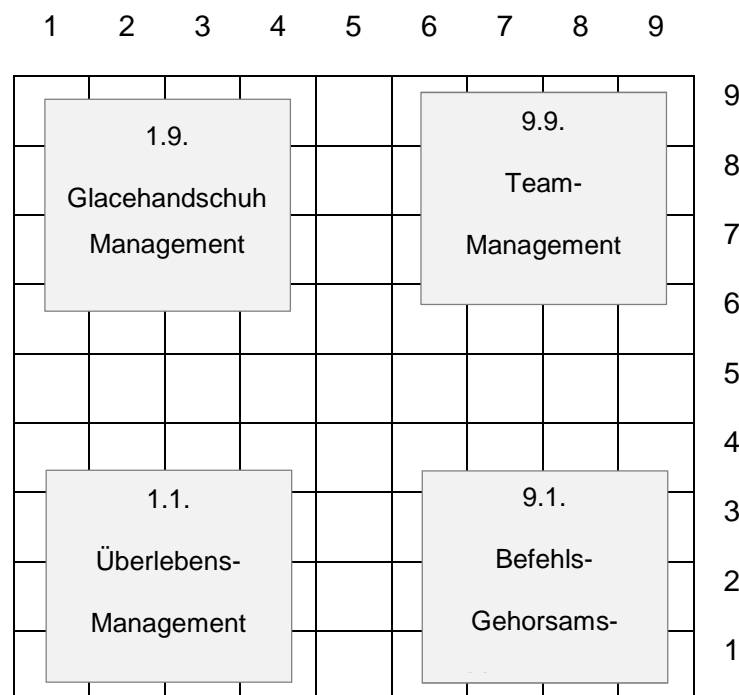 1 2 3 4 5 6 7 8 9
9
1.9.
9.9.
8
Team-
Glacehandschuh
Management
7
Management
6
5
4
1.1.
9.1.
3
Überlebens-
Befehls-
2
Management
Gehorsams-
1